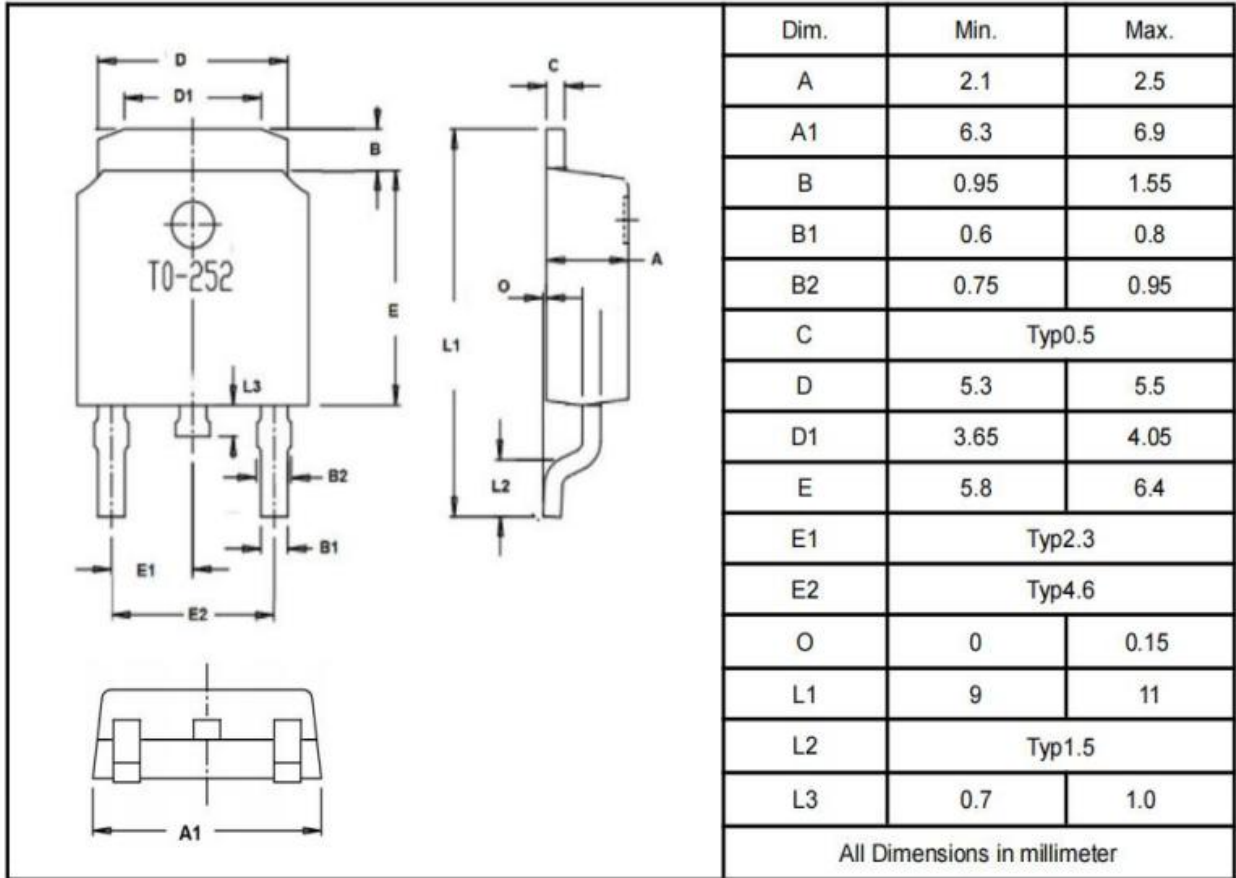 D
D1
B
TO-252
E
L3
B2
B1
E1
E2
A1
C
A
O
L1
L2
Dim. Min. Max.
A 2.1 2.5
A1 6.3 6.9
B 0.95 1.55
B1 0.6 0.8
B2 0.75 0.95
C Typ0.5
D 5.3 5.5
D1 3.65 4.05
E 5.8 6.4
E1 Typ2.3
E2 Typ4.6
O 0 0.15
L1 9 11
L2 Typ1.5
L3 0.7 1.0
All Dimensions in millimeter